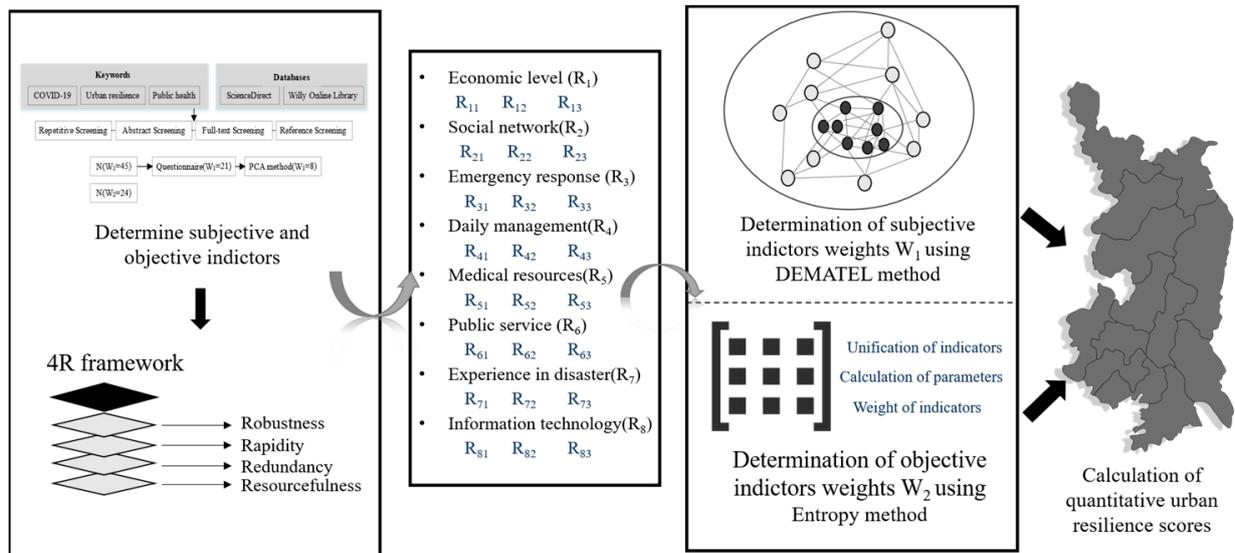 Keywords
Databases
COVID-19
Urban resilience
Public health
ScienceDirect
Willy Online Library
Repetitive Screening
Abstract Screening
Full-text Screening
Reference Screening
N(W₁=45)
Questionnaire(W₁=21)
PCA method(W₁=8)
N(W₂=24)
Determine subjective and
objective indictors
4R framework
Robustness
Rapidity
Redundancy
Resourcefulness
• Economic level (R₁)
R₁₁ R₁₂ R₁₃
• Social network(R₂)
R₂₁ R₂₂ R₂₃
• Emergency response (R₃)
R₃₁ R₃₂ R₃₃
• Daily management(R₄)
R₄₁ R₄₂ R₄₃
• Medical resources(R₅)
R₅₁ R₅₂ R₅₃
• Public service (R₆)
R₆₁ R₆₂ R₆₃
• Experience in disaster(R₇)
R₇₁ R₇₂ R₇₃
• Information technology(R₈)
R₈₁ R₈₂ R₈₃
Determination of subjective
indictors weights W₁ using
DEMATEL method
Unification of indicators
Calculation of parameters
Weight of indicators
Determination of objective
indictors weights W₂ using
Entropy method
Calculation of
quantitative urban
resilience scores